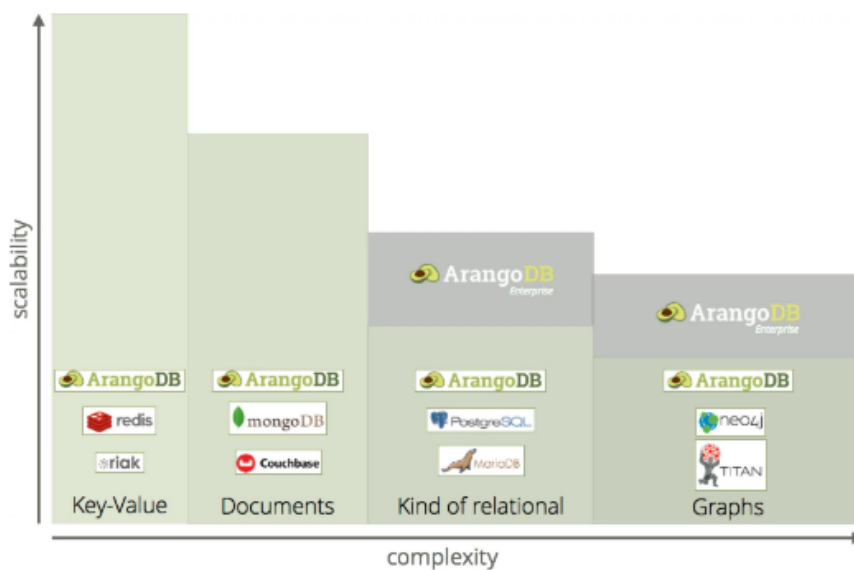 scalability
ArangoDB
Enterprise
ArangoDB
Enterprise
ArangoDB
ArangoDB
ArangoDB
ArangoDB
redis
mongoDB
PostgreSQL
neo4j
riak
Couchbase
MariaDB
TITAN
Key-Value
Documents
Kind of relational
Graphs
complexity